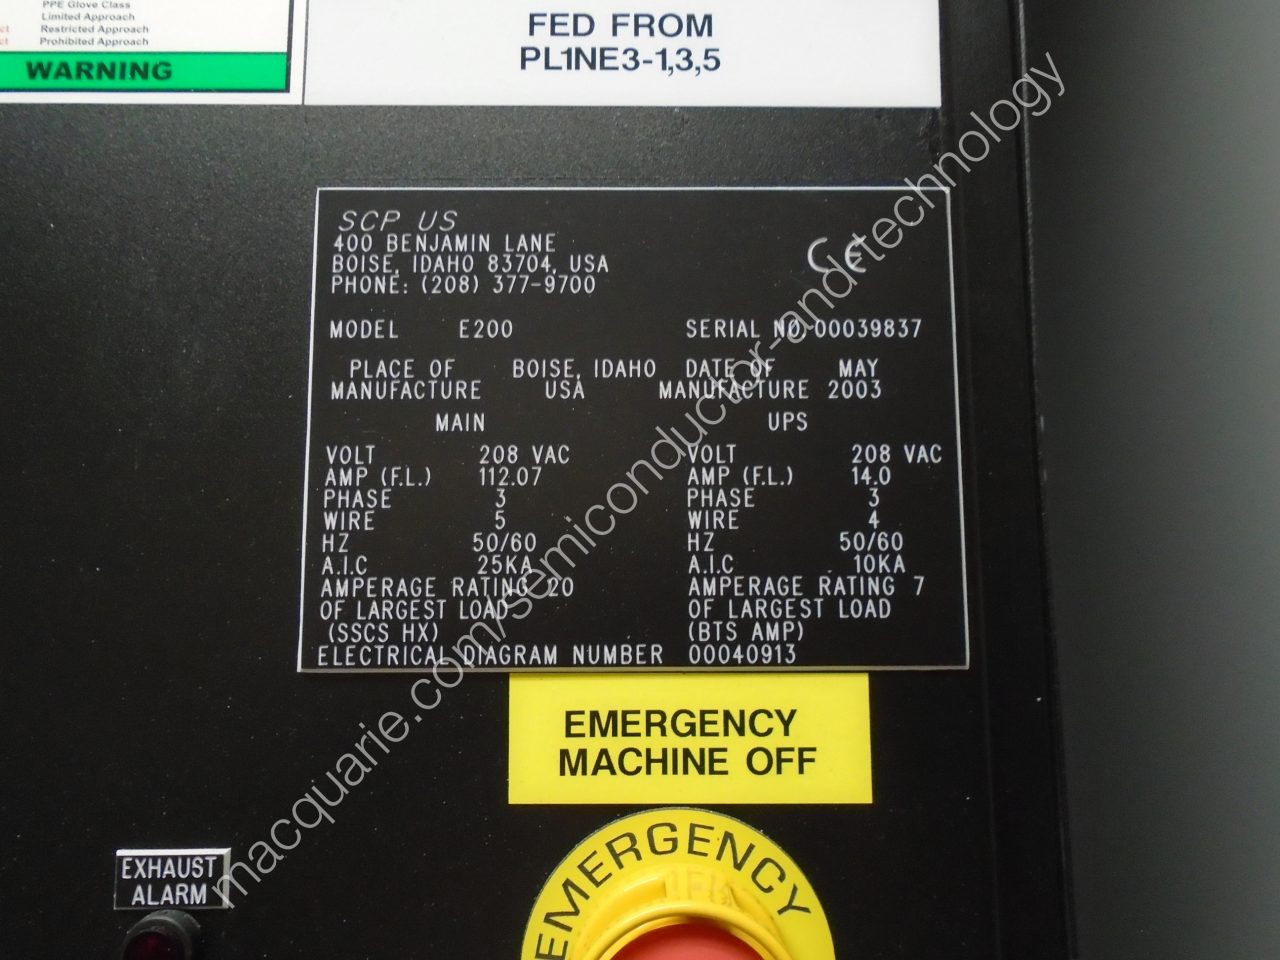 PPE Glove Class
Limited Approach
Restricted Approach
Prohibited Approach
WARNING
FED FROM
PL1NE3-1,3,5
SCP US
400 BENJAMIN LANE
BOISE, IDAHO 83704, USA
PHONE: (208) 377-9700
CE
MODEL E200 SERIAL NO. 00039837
PLACE OF BOISE, IDAHO DATE OF MAY
MANUFACTURE USA MANUFACTURE 2003
MAIN UPS
VOLT 208 VAC VOLT 208 VAC
AMP (F.L.) 112.07 AMP (F.L.) 14.0
PHASE 3 PHASE 3
WIRE 5 WIRE 4
HZ 50/60 HZ 50/60
A.I.C 25KA A.I.C 10KA
AMPERAGE RATING 20 AMPERAGE RATING 7
OF LARGEST LOAD OF LARGEST LOAD
(SSCS HX) (BTS AMP)
ELECTRICAL DIAGRAM NUMBER 00040913
EMERGENCY
MACHINE OFF
EXHAUST
ALARM
EMERGENCY
macquarie.com/semiconductor-and-technology